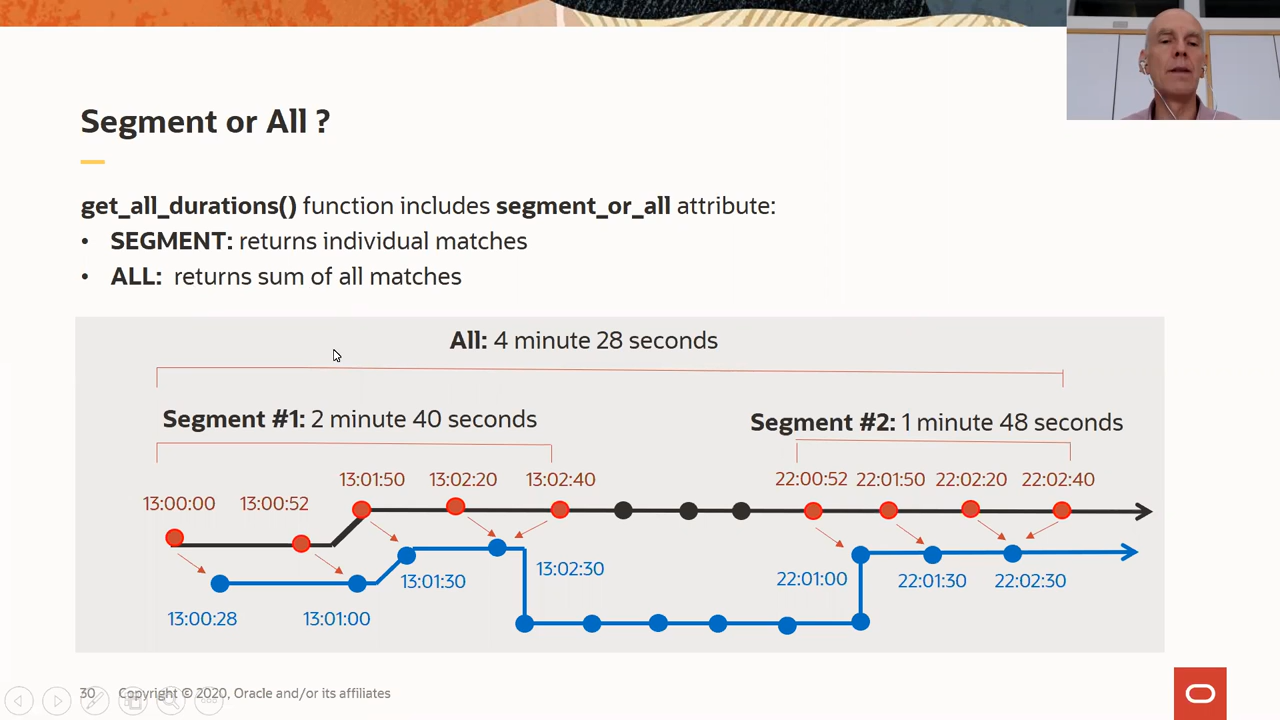 Segment or All ?
get_all_durations() function includes segment_or_all attribute:
• SEGMENT: returns individual matches
• ALL: returns sum of all matches
All: 4 minute 28 seconds
Segment #1: 2 minute 40 seconds
Segment #2: 1 minute 48 seconds
13:00:00 13:00:52 13:01:50 13:02:20 13:02:40 22:00:52 22:01:50 22:02:20 22:02:40
13:00:28 13:01:00 13:01:30 13:02:30 22:01:00 22:01:30 22:02:30
30 Copyright © 2020, Oracle and/or its affiliates